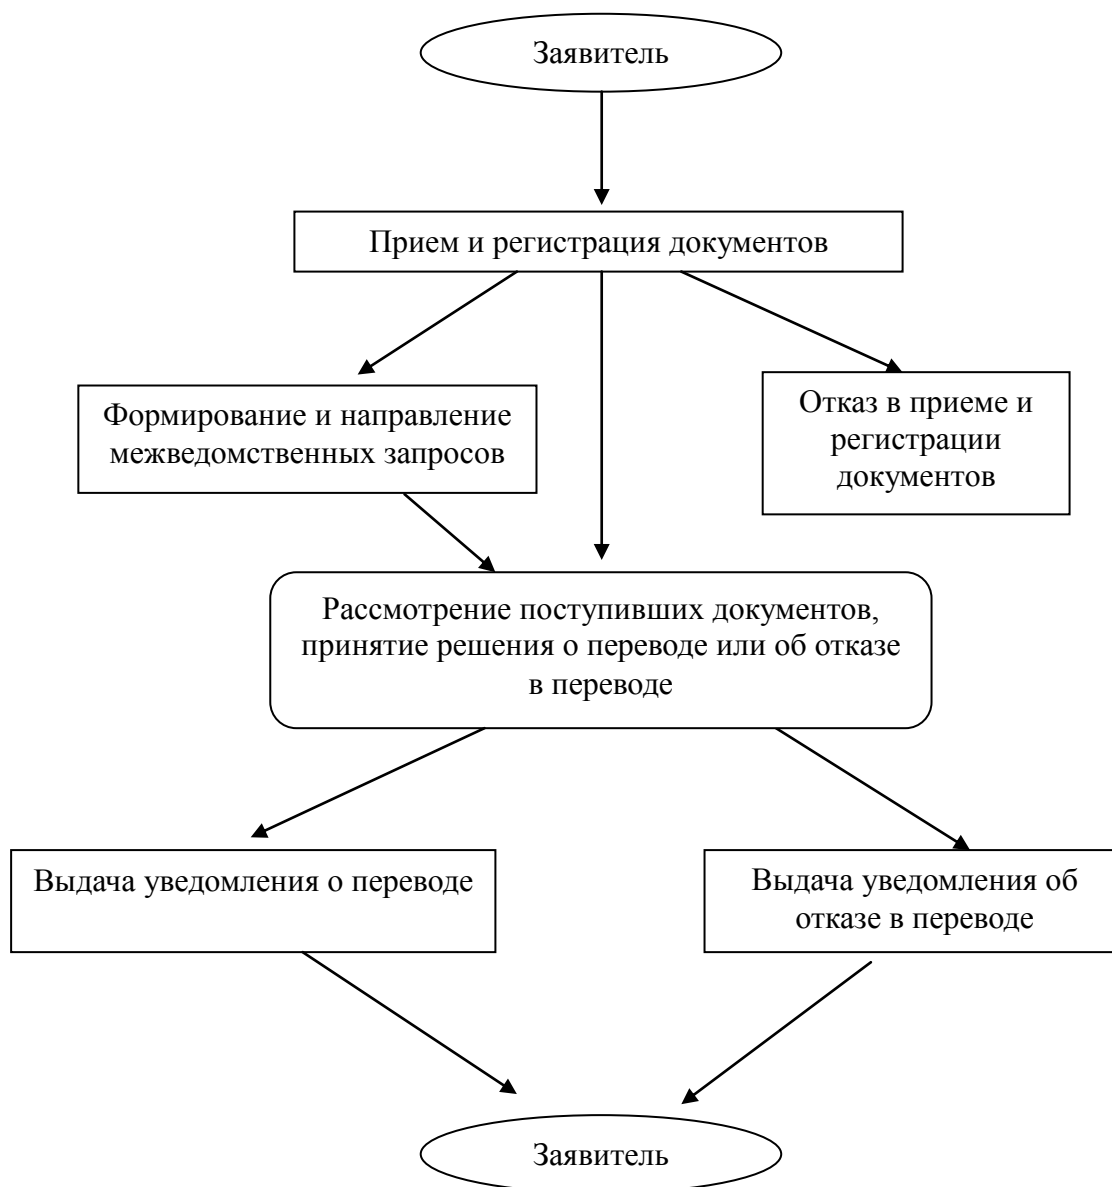 Заявитель
Прием и регистрация документов
Формирование и направление
межведомственных запросов
Отказ в приеме и
регистрации
документов
Рассмотрение поступивших документов,
принятие решения о переводе или об отказе
в переводе
Выдача уведомления о переводе
Выдача уведомления об
отказе в переводе
Заявитель